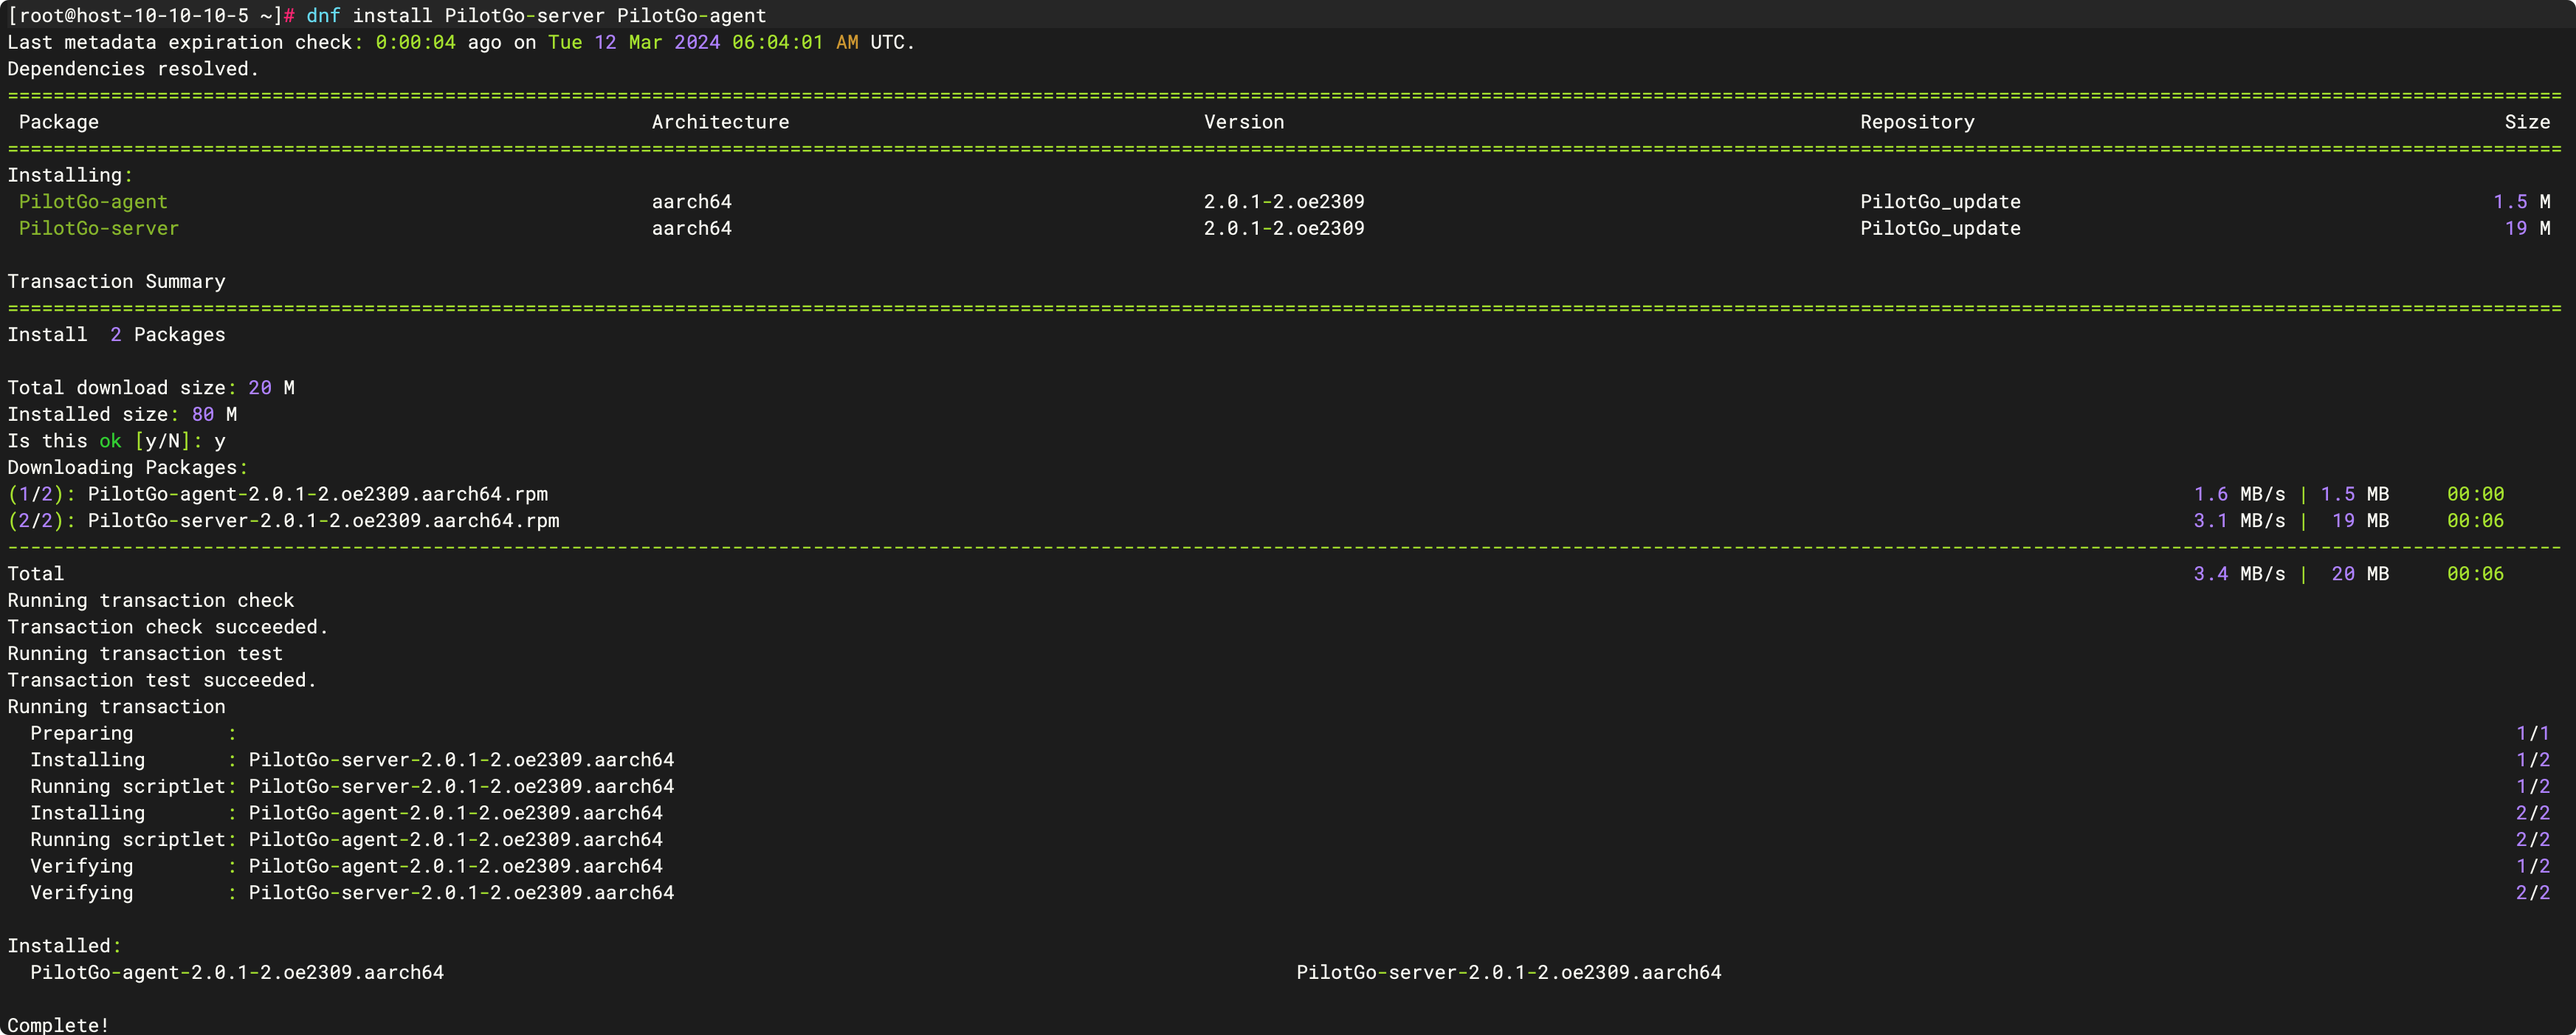 [root@host-10-10-10-5 ~]# dnf install PilotGo-server PilotGo-agent
Last metadata expiration check: 0:00:04 ago on Tue 12 Mar 2024 06:04:01 AM UTC.
Dependencies resolved.
Package Architecture Version Repository Size
Installing:
PilotGo-agent aarch64 2.0.1-2.oe2309 PilotGo_update 1.5 M
PilotGo-server aarch64 2.0.1-2.oe2309 PilotGo_update 19 M
Transaction Summary
Install 2 Packages
Total download size: 20 M
Installed size: 80 M
Is this ok [y/N]: y
Downloading Packages:
(1/2): PilotGo-agent-2.0.1-2.oe2309.aarch64.rpm 1.6 MB/s | 1.5 MB 00:00
(2/2): PilotGo-server-2.0.1-2.oe2309.aarch64.rpm 3.1 MB/s | 19 MB 00:06
Total 3.4 MB/s | 20 MB 00:06
Running transaction check
Transaction check succeeded.
Running transaction test
Transaction test succeeded.
Running transaction
Preparing : 1/1
Installing : PilotGo-server-2.0.1-2.oe2309.aarch64 1/2
Running scriptlet: PilotGo-server-2.0.1-2.oe2309.aarch64 1/2
Installing : PilotGo-agent-2.0.1-2.oe2309.aarch64 2/2
Running scriptlet: PilotGo-agent-2.0.1-2.oe2309.aarch64 2/2
Verifying : PilotGo-agent-2.0.1-2.oe2309.aarch64 1/2
Verifying : PilotGo-server-2.0.1-2.oe2309.aarch64 2/2
Installed:
PilotGo-agent-2.0.1-2.oe2309.aarch64 PilotGo-server-2.0.1-2.oe2309.aarch64
Complete!